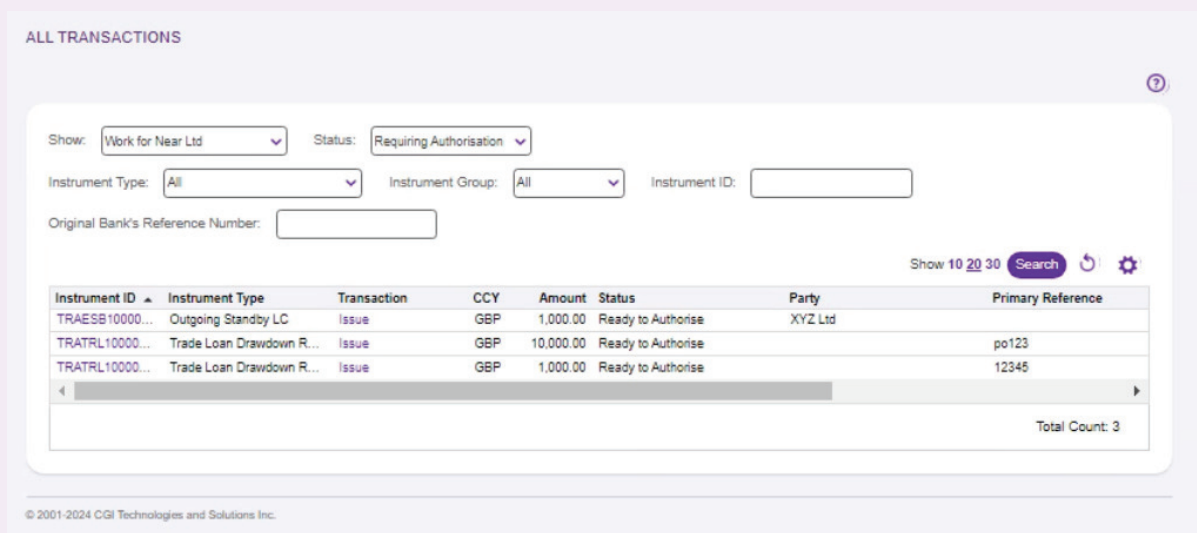 ALL TRANSACTIONS
Show: Work for Near Ltd Status: Requiring Authorisation
Instrument Type: All Instrument Group: All Instrument ID:
Original Bank's Reference Number:
Show 10 20 30 Search
Instrument ID Instrument Type Transaction CCY Amount Status Party Primary Reference
TRAESB10000... Outgoing Standby LC Issue GBP 1,000.00 Ready to Authorise XYZ Ltd
TRATRL10000... Trade Loan Drawdown R... Issue GBP 10,000.00 Ready to Authorise po123
TRATRL10000... Trade Loan Drawdown R... Issue GBP 1,000.00 Ready to Authorise 12345
Total Count: 3
© 2001-2024 CGI Technologies and Solutions Inc.